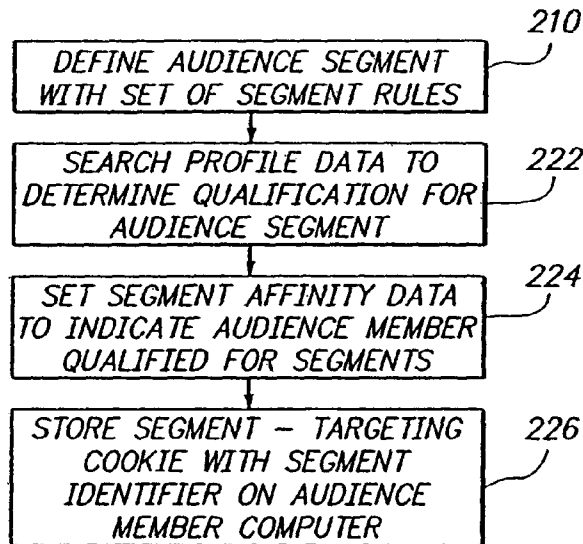 210
DEFINE AUDIENCE SEGMENT
WITH SET OF SEGMENT RULES
SEARCH PROFILE DATA TO
DETERMINE QUALIFICATION FOR
AUDIENCE SEGMENT
222
SET SEGMENT AFFINITY DATA
TO INDICATE AUDIENCE MEMBER
QUALIFIED FOR SEGMENTS
224
STORE SEGMENT – TARGETING
COOKIE WITH SEGMENT
IDENTIFIER ON AUDIENCE
MEMBER COMPUTER
226